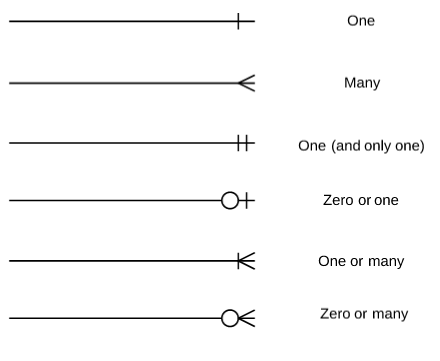 One
Many
One (and only one)
Zero or one
One or many
Zero or many